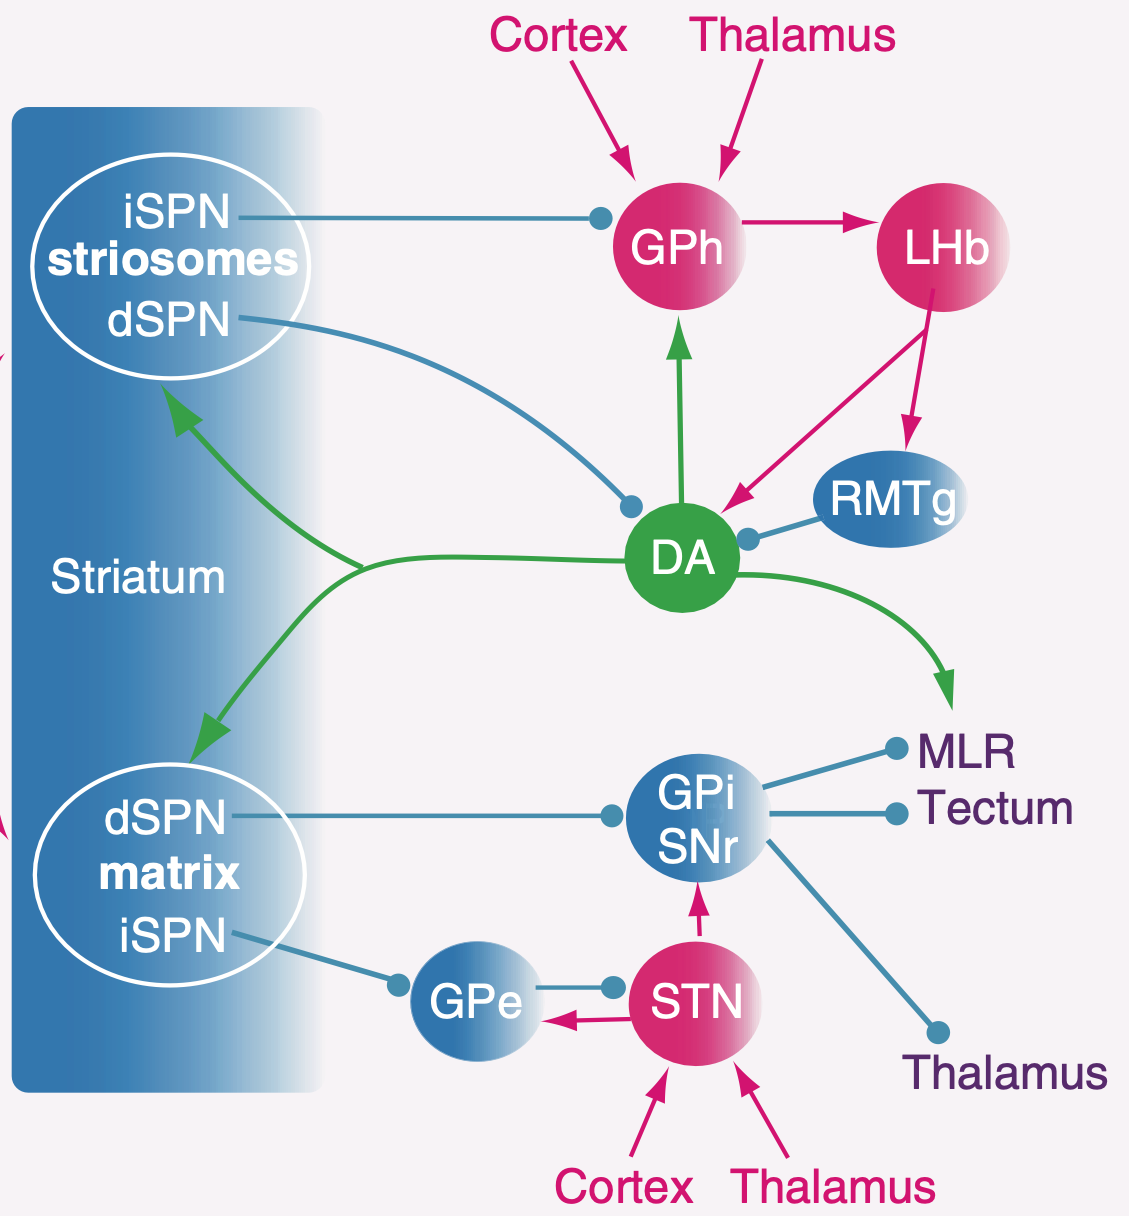 Cortex Thalamus
iSPN
striosomes
dSPN
GPh
LHb
RMTg
DA
Striatum
MLR
Tectum
GPi
SNr
dSPN
matrix
iSPN
GPe
STN
Thalamus
Cortex Thalamus